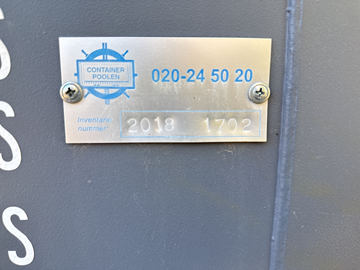 CONTAINER
POOLEN
020-24 50 20
Inventarie-
nummer:
2018 1702
S
S
S